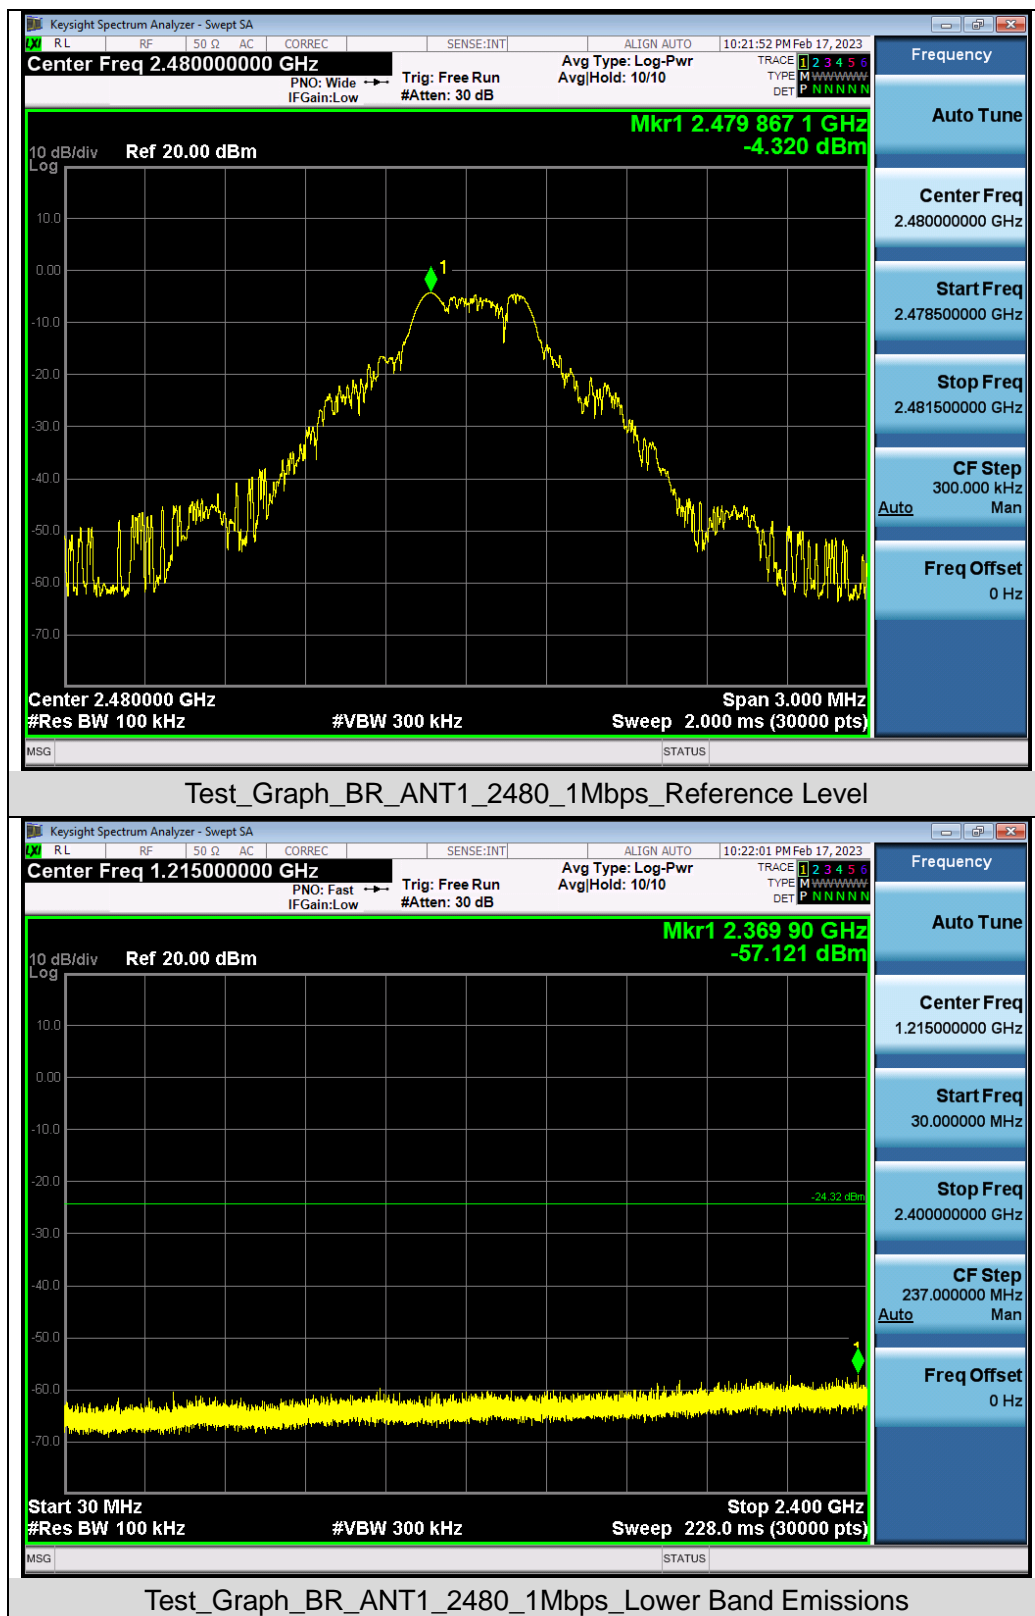 Keysight Spectrum Analyzer - Swept SA
LXI RL RF 50 Ω AC CORREC SENSE:INT ALIGN AUTO 10:21:52 PM Feb 17, 2023
Center Freq 2.480000000 GHz
PNO: Wide
IFGain:Low
Trig: Free Run
#Atten: 30 dB
Avg Type: Log-Pwr
Avg|Hold: 10/10
TRACE 1 2 3 4 5 6
TYPE M WWWWW
DET P N N N N N
Mkr1 2.479 867 1 GHz
-4.320 dBm
10 dB/div Ref 20.00 dBm
Log
10.0
0.00
1
-10.0
-20.0
-30.0
-40.0
-50.0
-60.0
-70.0
Center 2.480000 GHz Span 3.000 MHz
#Res BW 100 kHz #VBW 300 kHz Sweep 2.000 ms (30000 pts)
MSG STATUS
Frequency
Auto Tune
Center Freq
2.480000000 GHz
Start Freq
2.478500000 GHz
Stop Freq
2.481500000 GHz
CF Step
300.000 kHz
Auto Man
Freq Offset
0 Hz
Test_Graph_BR_ANT1_2480_1Mbps_Reference Level
Keysight Spectrum Analyzer - Swept SA
LXI RL RF 50 Ω AC CORREC SENSE:INT ALIGN AUTO 10:22:01 PM Feb 17, 2023
Center Freq 1.215000000 GHz
PNO: Fast
IFGain:Low
Trig: Free Run
#Atten: 30 dB
Avg Type: Log-Pwr
Avg|Hold: 10/10
TRACE 1 2 3 4 5 6
TYPE M WWWWW
DET P N N N N N
Mkr1 2.369 90 GHz
-57.121 dBm
10 dB/div Ref 20.00 dBm
Log
10.0
0.00
-10.0
-20.0
-24.32 dBm
-30.0
-40.0
-50.0
1
-60.0
-70.0
Start 30 MHz Stop 2.400 GHz
#Res BW 100 kHz #VBW 300 kHz Sweep 228.0 ms (30000 pts)
MSG STATUS
Frequency
Auto Tune
Center Freq
1.215000000 GHz
Start Freq
30.000000 MHz
Stop Freq
2.400000000 GHz
CF Step
237.000000 MHz
Auto Man
Freq Offset
0 Hz
Test_Graph_BR_ANT1_2480_1Mbps_Lower Band Emissions